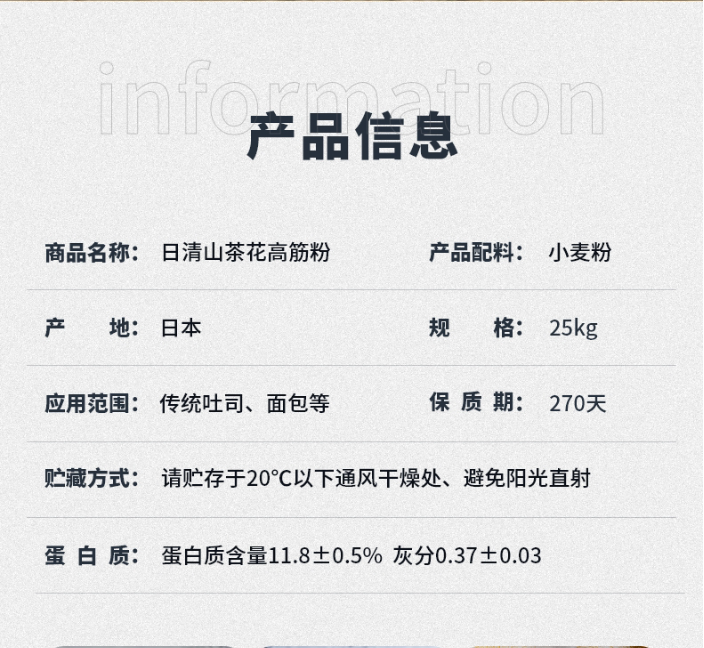 information
产品信息
商品名称： 日清山茶花高筋粉 产品配料： 小麦粉
产 地： 日本 规 格： 25kg
应用范围： 传统吐司、面包等 保 质 期： 270天
贮藏方式： 请贮存于20℃以下通风干燥处、避免阳光直射
蛋 白 质： 蛋白质含量11.8±0.5% 灰分0.37±0.03